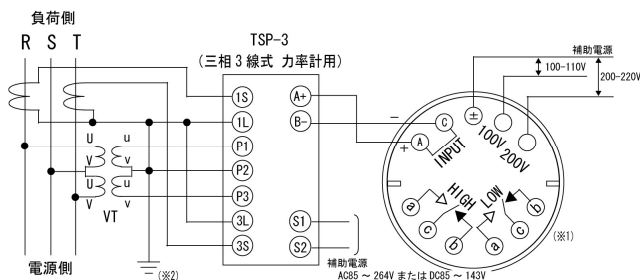 負荷側
R S T
TSP-3
(三相3線式 力率計用)
1S
1L
P1
P2
P3
3L
3S
A+
B-
S1
S2
U
V
U
V
u
v
u
v
VT
電源側
(※2)
補助電源
AC85 ~ 264V または DC85 ~ 143V
補助電源
100-110V
200-220V
-
+
C
A
±
100V
200V
INPUT
HIGH
LOW
a
c
b
a
c
b
(※1)